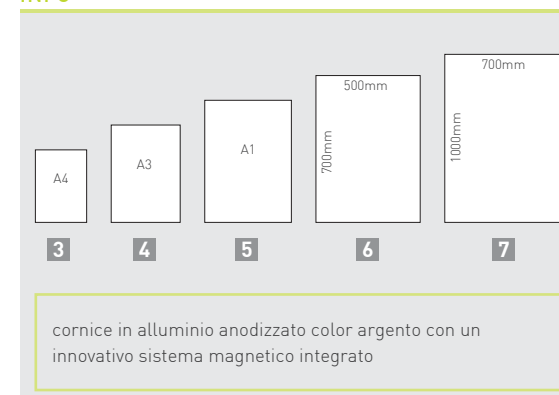 700mm
500mm
A4
A3
A1
700mm
1000mm
3 4 5 6 7
cornice in alluminio anodizzato color argento con un
innovativo sistema magnetico integrato